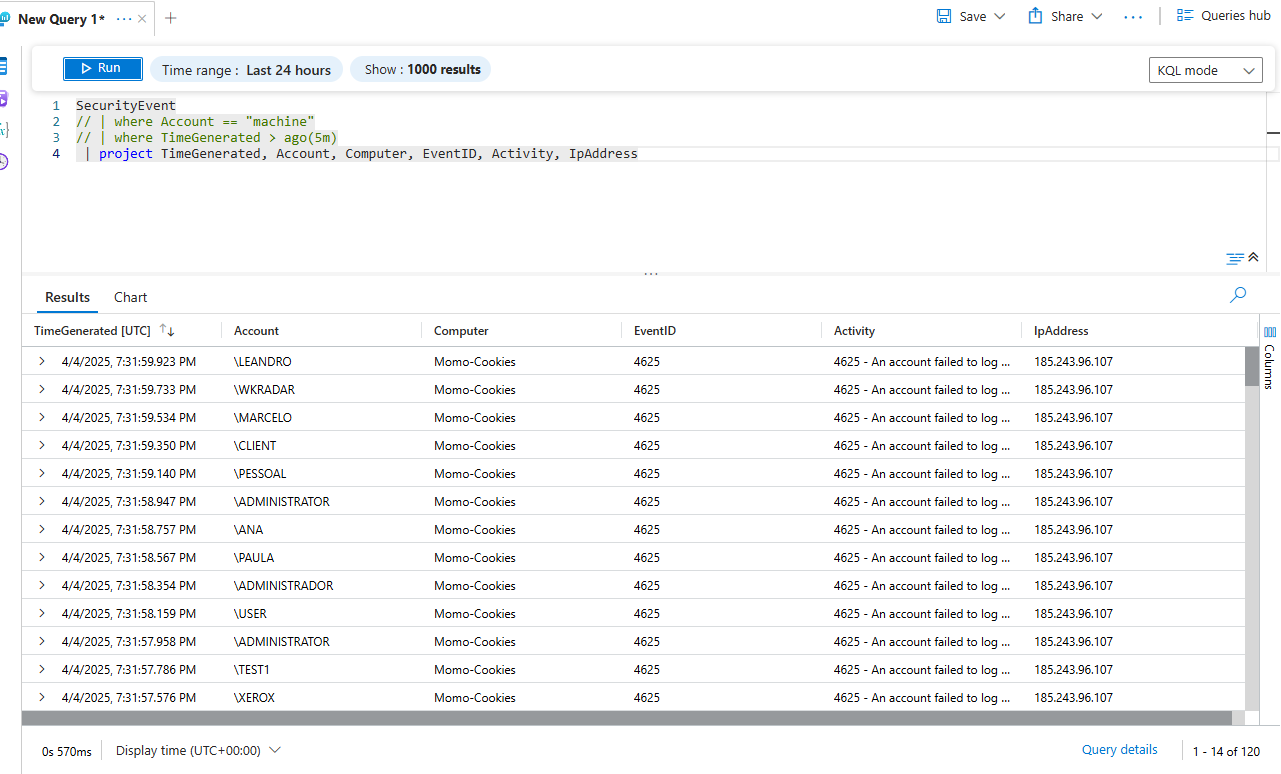 New Query 1* ···
Save
Share
···
Queries hub
Run
Time range : Last 24 hours
Show : 1000 results
KQL mode
1 SecurityEvent
2 // | where Account == "machine"
3 // | where TimeGenerated > ago(5m)
4 | project TimeGenerated, Account, Computer, EventID, Activity, IpAddress
Results Chart
TimeGenerated [UTC] Account Computer EventID Activity IpAddress
4/4/2025, 7:31:59.923 PM \LEANDRO Momo-Cookies 4625 4625 - An account failed to log ... 185.243.96.107
4/4/2025, 7:31:59.733 PM \WKRADAR Momo-Cookies 4625 4625 - An account failed to log ... 185.243.96.107
4/4/2025, 7:31:59.534 PM \MARCELO Momo-Cookies 4625 4625 - An account failed to log ... 185.243.96.107
4/4/2025, 7:31:59.350 PM \CLIENT Momo-Cookies 4625 4625 - An account failed to log ... 185.243.96.107
4/4/2025, 7:31:59.140 PM \PESSOAL Momo-Cookies 4625 4625 - An account failed to log ... 185.243.96.107
4/4/2025, 7:31:58.947 PM \ADMINISTRATOR Momo-Cookies 4625 4625 - An account failed to log ... 185.243.96.107
4/4/2025, 7:31:58.757 PM \ANA Momo-Cookies 4625 4625 - An account failed to log ... 185.243.96.107
4/4/2025, 7:31:58.567 PM \PAULA Momo-Cookies 4625 4625 - An account failed to log ... 185.243.96.107
4/4/2025, 7:31:58.354 PM \ADMINISTRADOR Momo-Cookies 4625 4625 - An account failed to log ... 185.243.96.107
4/4/2025, 7:31:58.159 PM \USER Momo-Cookies 4625 4625 - An account failed to log ... 185.243.96.107
4/4/2025, 7:31:57.958 PM \ADMINISTRATOR Momo-Cookies 4625 4625 - An account failed to log ... 185.243.96.107
4/4/2025, 7:31:57.786 PM \TEST1 Momo-Cookies 4625 4625 - An account failed to log ... 185.243.96.107
4/4/2025, 7:31:57.576 PM \XEROX Momo-Cookies 4625 4625 - An account failed to log ... 185.243.96.107
Columns
0s 570ms Display time (UTC+00:00) Query details 1 - 14 of 120